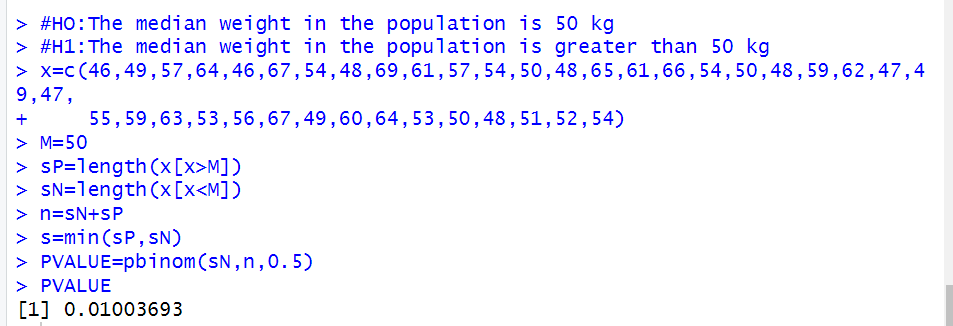 > #H0:The median weight in the population is 50 kg
> #H1:The median weight in the population is greater than 50 kg
> x=c(46,49,57,64,46,67,54,48,69,61,57,54,50,48,65,61,66,54,50,48,59,62,47,4
9,47,
+     55,59,63,53,56,67,49,60,64,53,50,48,51,52,54)
> M=50
> sP=length(x[x>M])
> sN=length(x[x<M])
> n=sN+sP
> s=min(sP,sN)
> PVALUE=pbinom(sN,n,0.5)
> PVALUE
[1] 0.01003693